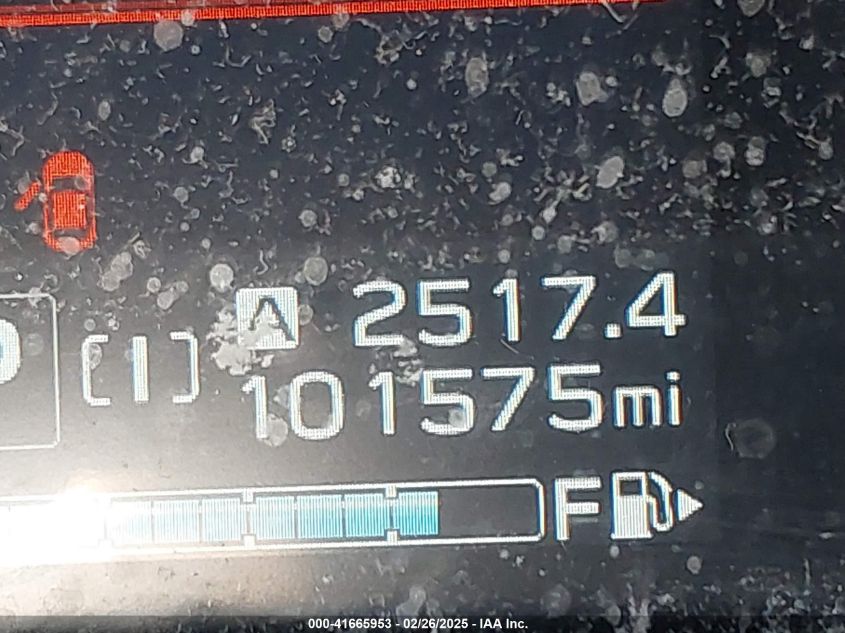 A 2517.4
[I] 101575mi
F
000-41665953 - 02/26/2025 - IAA Inc.